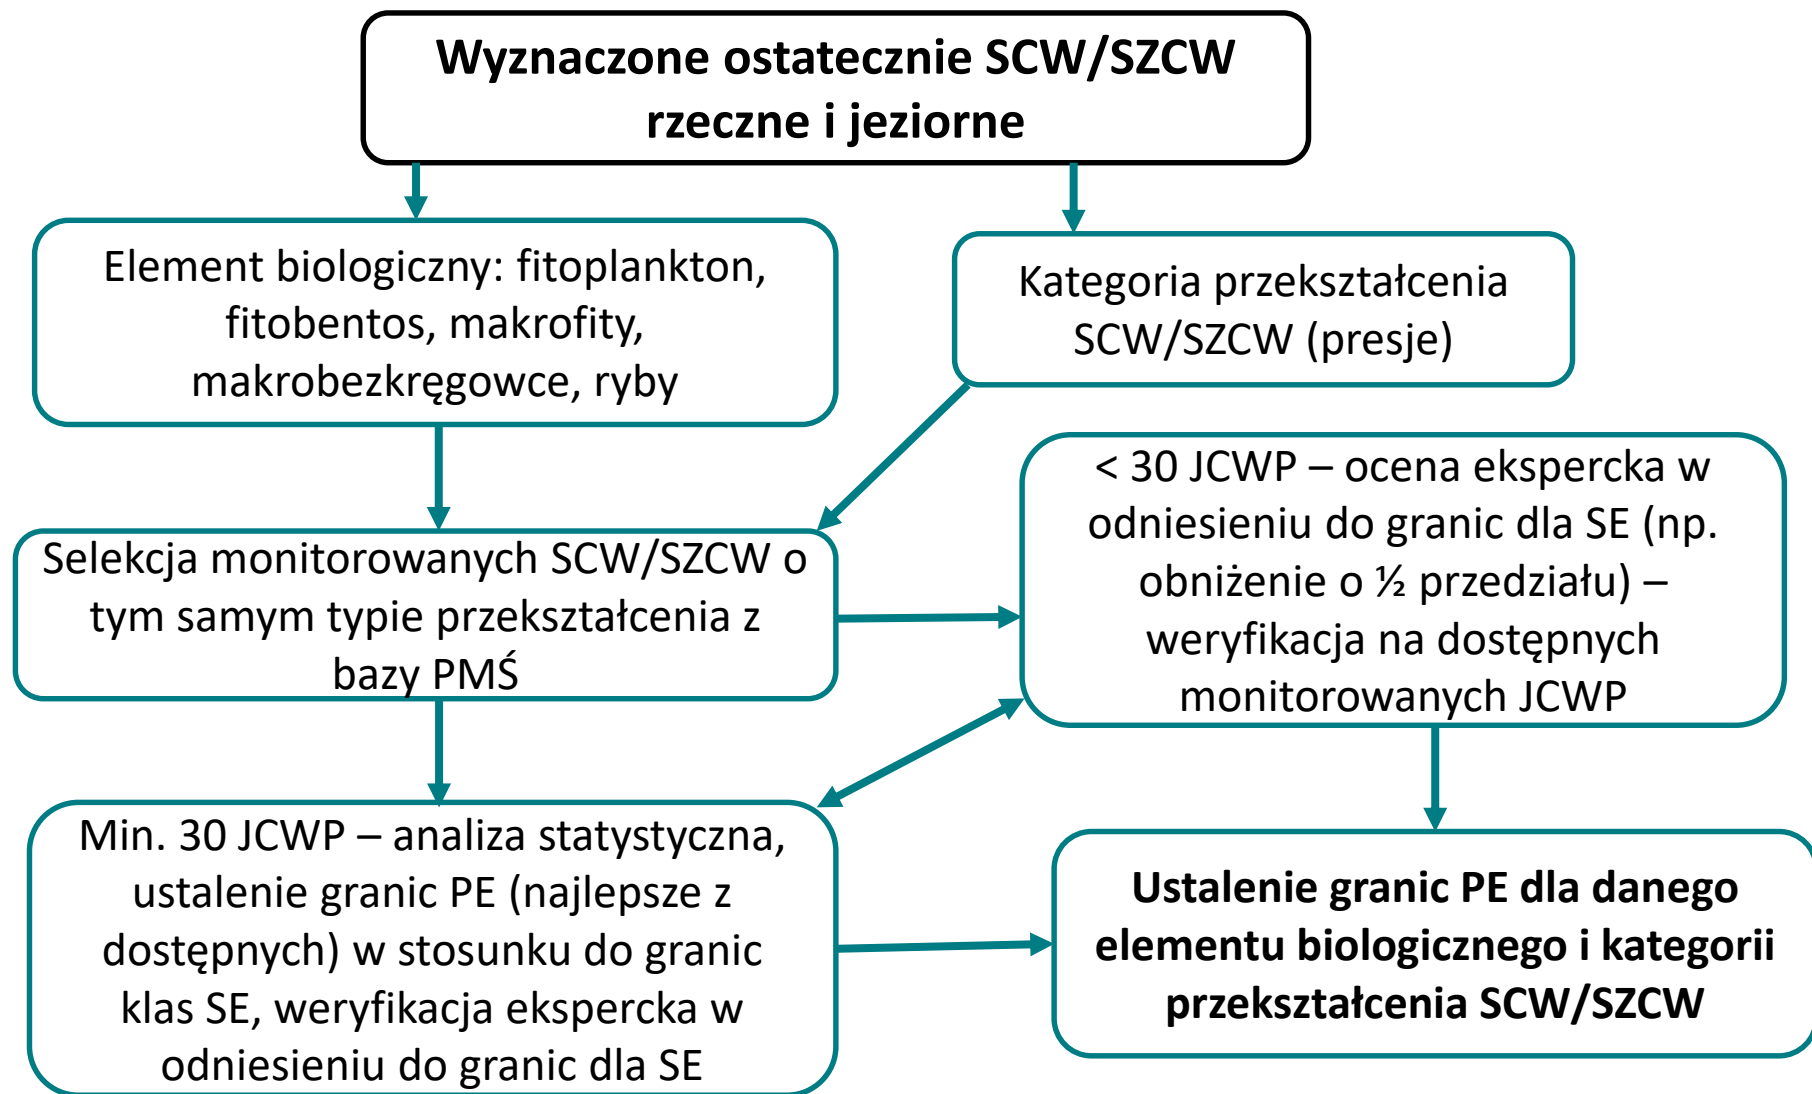 Wyznaczone ostatecznie SCW/SZCW
rzeczne i jeziorne
Element biologiczny: fitoplankton,
fitobentos, makrofity,
makrobezkręgowce, ryby
Kategoria przekształcenia
SCW/SZCW (presje)
Selekcja monitorowanych SCW/SZCW o
tym samym typie przekształcenia z
bazy PMŚ
< 30 JCWP – ocena ekspercka w
odniesieniu do granic dla SE (np.
obniżenie o ½ przedziału) –
weryfikacja na dostępnych
monitorowanych JCWP
Min. 30 JCWP – analiza statystyczna,
ustalenie granic PE (najlepsze z
dostępnych) w stosunku do granic
klas SE, weryfikacja ekspercka w
odniesieniu do granic dla SE
Ustalenie granic PE dla danego
elementu biologicznego i kategorii
przekształcenia SCW/SZCW